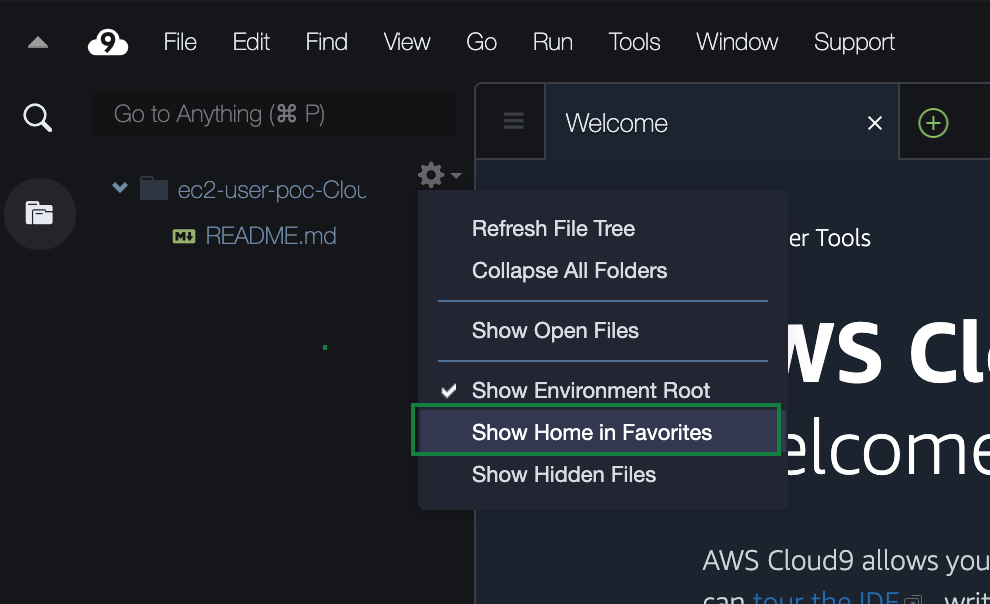 9 File Edit Find View Go Run Tools Window Support
Go to Anything (⌘ P)
Welcome
ec2-user-poc-Clou
README.md
Refresh File Tree
Collapse All Folders
Show Open Files
Show Environment Root
Show Home in Favorites
Show Hidden Files
er Tools
WS Cl
elcome
AWS Cloud9 allows you
can tour the IDE, writ